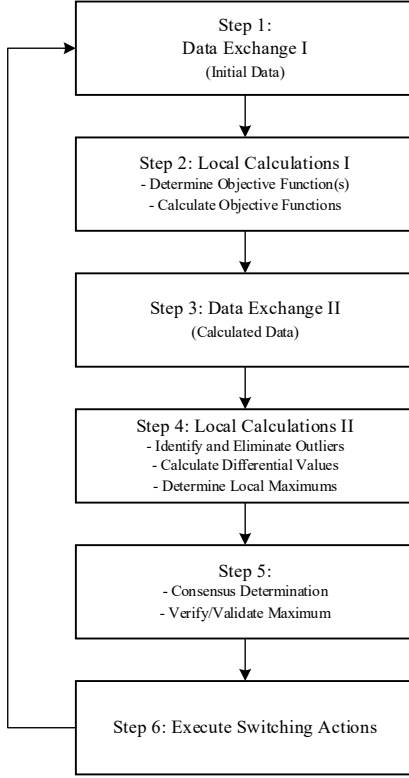 Step 1:
Data Exchange I
(Initial Data)
Step 2: Local Calculations I
- Determine Objective Function(s)
- Calculate Objective Functions
Step 3: Data Exchange II
(Calculated Data)
Step 4: Local Calculations II
- Identify and Eliminate Outliers
- Calculate Differential Values
- Determine Local Maximums
Step 5:
- Consensus Determination
- Verify/Validate Maximum
Step 6: Execute Switching Actions